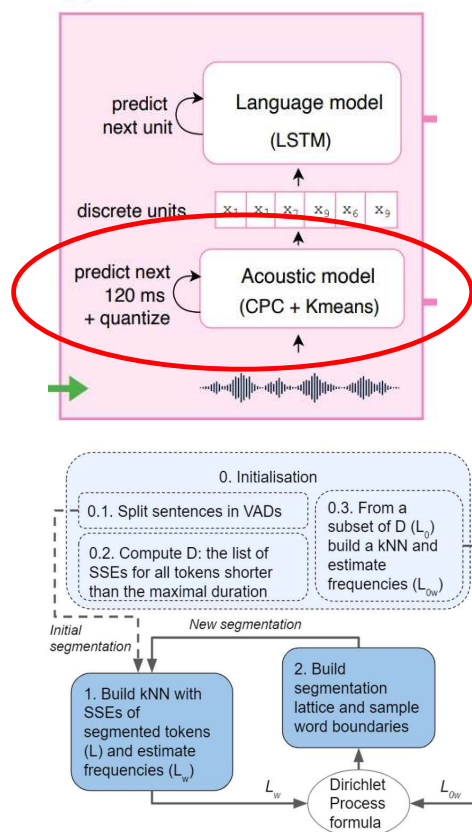 Language model
(LSTM)
predict
next unit
discrete units
x₇ x₁ x₇ x₉ x₆ x₉
predict next
120 ms
+ quantize
Acoustic model
(CPC + Kmeans)
0. Initialisation
0.1. Split sentences in VADs
0.2. Compute D: the list of
SSEs for all tokens shorter
than the maximal duration
0.3. From a
subset of D (L₀)
build a kNN and
estimate
frequencies (L₀w)
Initial
segmentation
New segmentation
1. Build kNN with
SSEs of
segmented tokens
(L) and estimate
frequencies (Lw)
2. Build
segmentation
lattice and sample
word boundaries
Lw
Dirichlet
Process
formula
L₀w